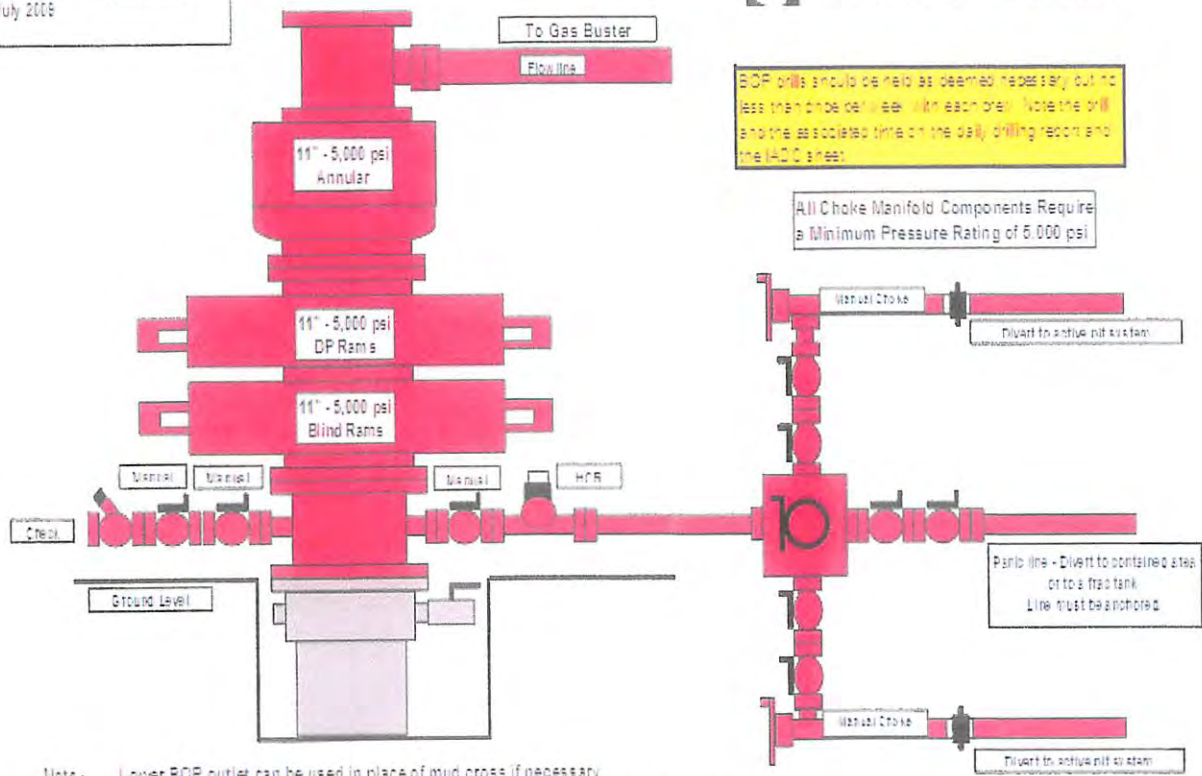 July 2009
To Gas Buster
Flowline
BOP drills should be held as deemed necessary but no
less than once per week with each crew. Note the drill
and the associated time on the daily drilling report and
the IADC sheet.
11" - 5,000 psi
Annular
All Choke Manifold Components Require
a Minimum Pressure Rating of 5,000 psi
Manual Choke
Divert to active pit system
11" - 5,000 psi
DP Rams
11" - 5,000 psi
Blind Rams
Manual
Manual
Manual
HCR
Check
Panic line - Divert to contained area
or to a frac tank
Line must be anchored
Ground Level
Manual Choke
Divert to active pit system
Note: Lower BOP outlet can be used in place of mud cross if necessary